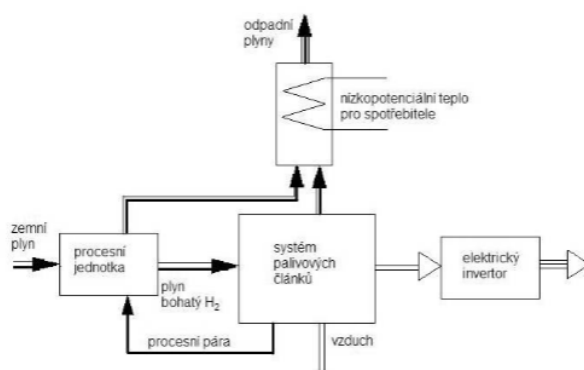 odpadní
plyny
nízkopotenciální teplo
pro spotřebitele
zemní
plyn
procesní
jednotka
plyn
bohatý H₂
systém
palivových
článků
elektrický
invertor
procesní pára
vzduch